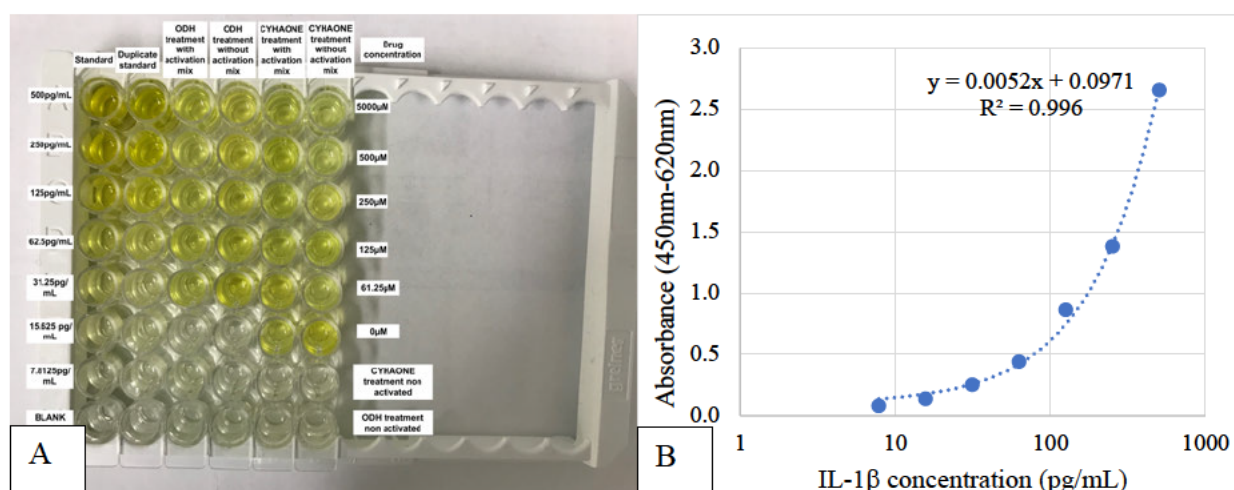 Standard
Duplicate
standard
ODH
treatment
with
activation
mix
ODH
treatment
without
activation
mix
CYHAONE
treatment
with
activation
mix
CYHAONE
treatment
without
activation
mix
Drug
concentration
500pg/mL
250pg/mL
125pg/mL
62.5pg/mL
31.25pg/
mL
15.625 pg/
mL
7.8125pg/
mL
BLANK
5000µM
500µM
250µM
125µM
61.25µM
0µM
CYHAONE
treatment non
activated
ODH treatment
non activated
greiner
A
Absorbance (450nm-620nm)
3.0
2.5
2.0
1.5
1.0
0.5
0.0
y = 0.0052x + 0.0971
R² = 0.996
1
10
100
1000
IL-1β concentration (pg/mL)
B